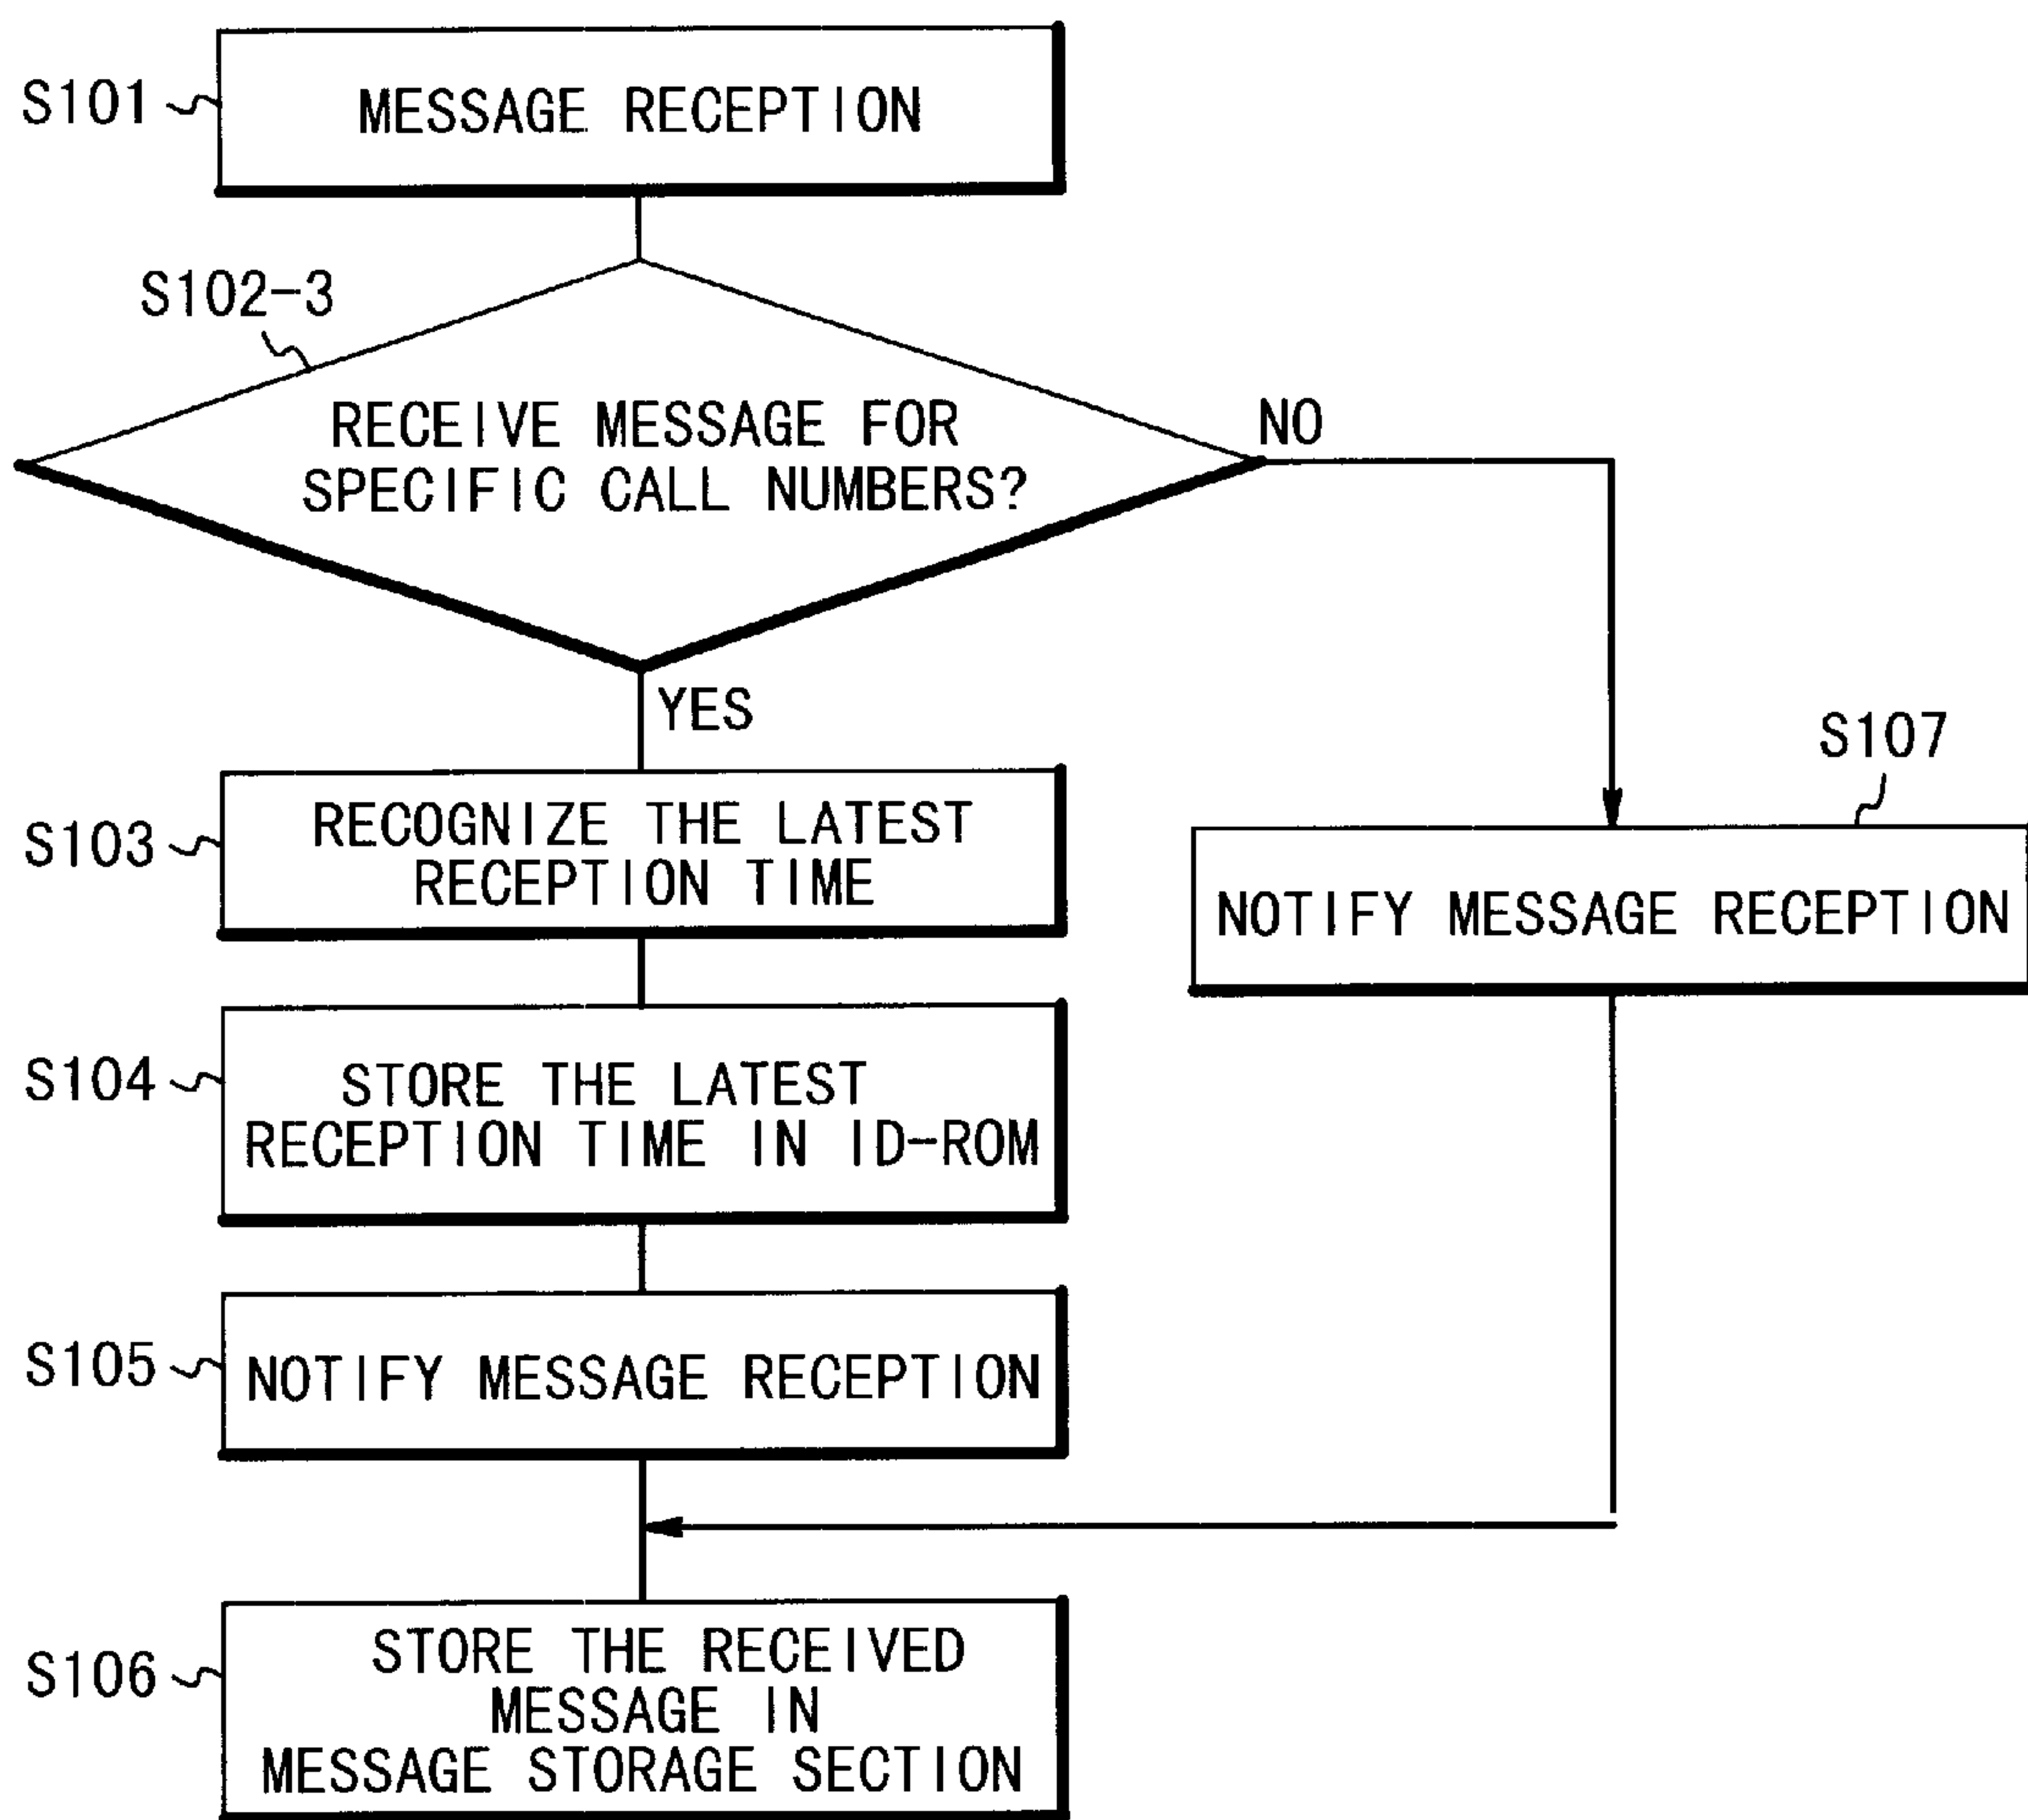 S101
MESSAGE RECEPTION
S102-3
RECEIVE MESSAGE FOR
SPECIFIC CALL NUMBERS?
NO
YES
S103
RECOGNIZE THE LATEST
RECEPTION TIME
S107
NOTIFY MESSAGE RECEPTION
S104
STORE THE LATEST
RECEPTION TIME IN ID-ROM
S105
NOTIFY MESSAGE RECEPTION
S106
STORE THE RECEIVED
MESSAGE IN
MESSAGE STORAGE SECTION